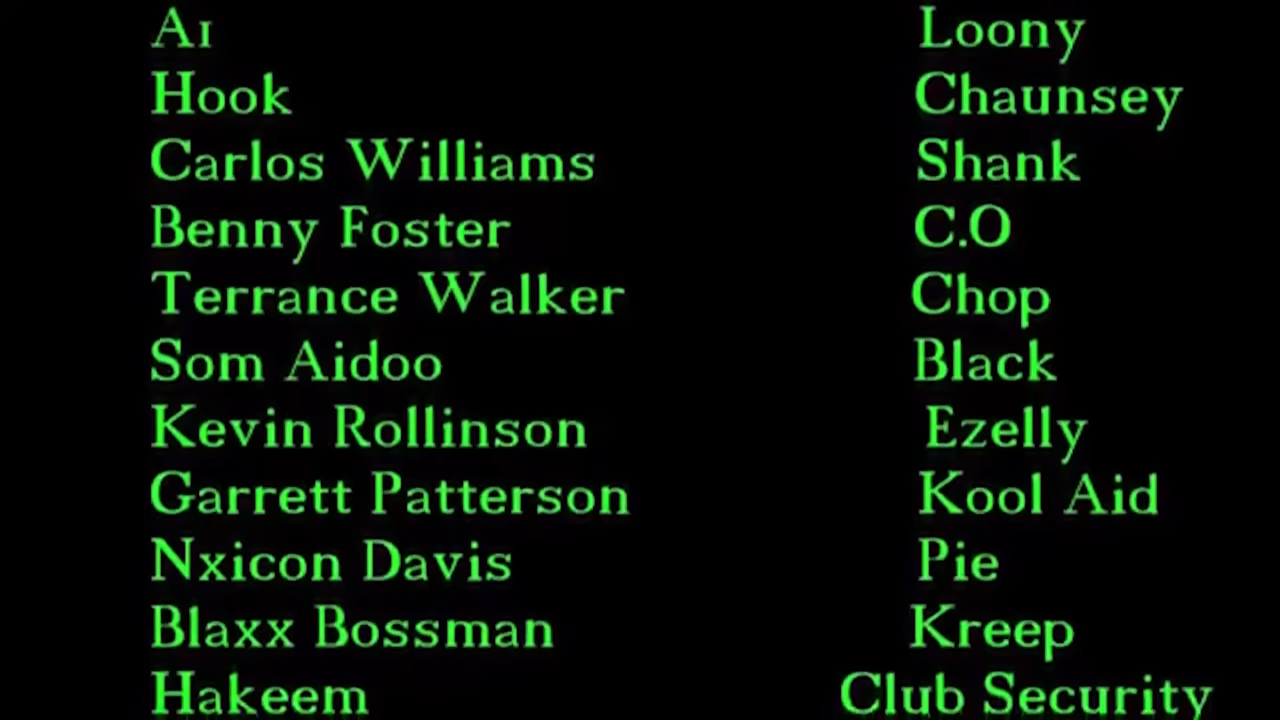 A1 Loony
Hook Chaunsey
Carlos Williams Shank
Benny Foster C.O
Terrance Walker Chop
Som Aidoo Black
Kevin Rollinson Ezelly
Garrett Patterson Kool Aid
Nxicon Davis Pie
Blaxx Bossman Kreep
Hakeem Club Security